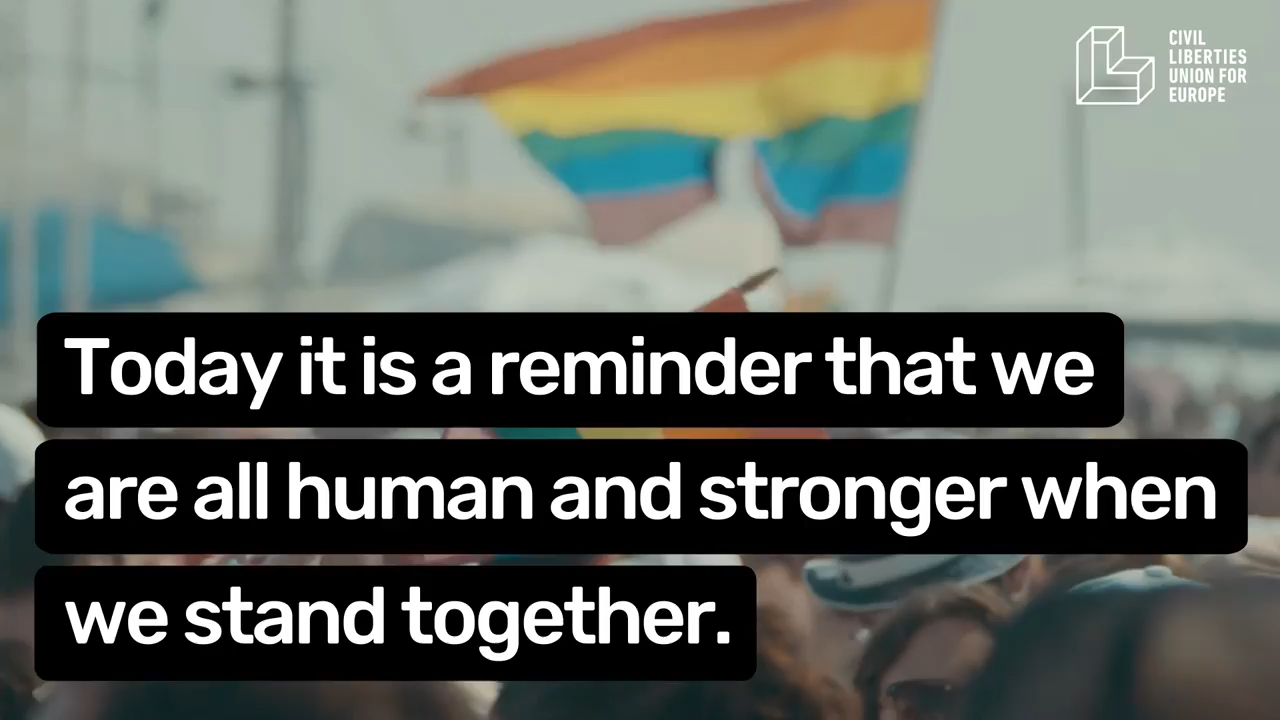 CIVIL
LIBERTIES
UNION FOR
EUROPE
Today it is a reminder that we
are all human and stronger when
we stand together.